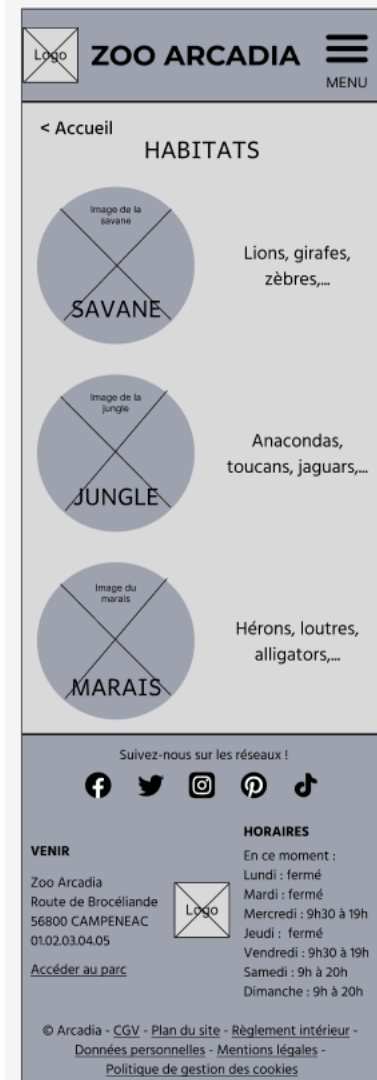 Logo
ZOO ARCADIA
MENU
< Accueil
HABITATS
Image de la
savane
SAVANE
Lions, girafes,
zèbres,...
Image de la
jungle
JUNGLE
Anacondas,
toucans, jaguars,...
Image du
marais
MARAIS
Hérons, loutres,
alligators,...
Suivez-nous sur les réseaux !
VENIR
Zoo Arcadia
Route de Brocéliande
56800 CAMPENEAC
01.02.03.04.05
Accéder au parc
Logo
HORAIRES
En ce moment :
Lundi : fermé
Mardi : fermé
Mercredi : 9h30 à 19h
Jeudi :  fermé
Vendredi : 9h30 à 19h
Samedi : 9h à 20h
Dimanche : 9h à 20h
© Arcadia - CGV - Plan du site - Règlement intérieur -
Données personnelles - Mentions légales -
Politique de gestion des cookies